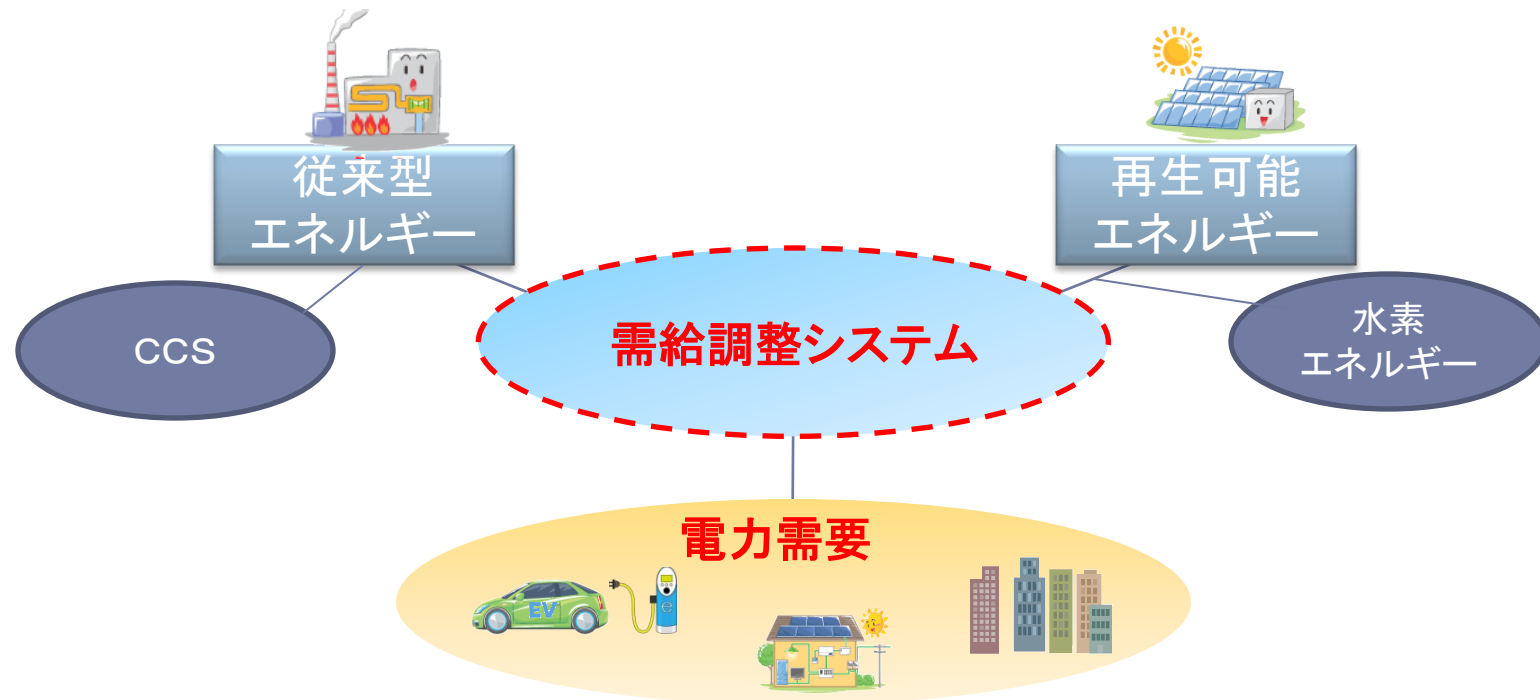 従来型
エネルギー
再生可能
エネルギー
CCS
需給調整システム
水素
エネルギー
電力需要
EV